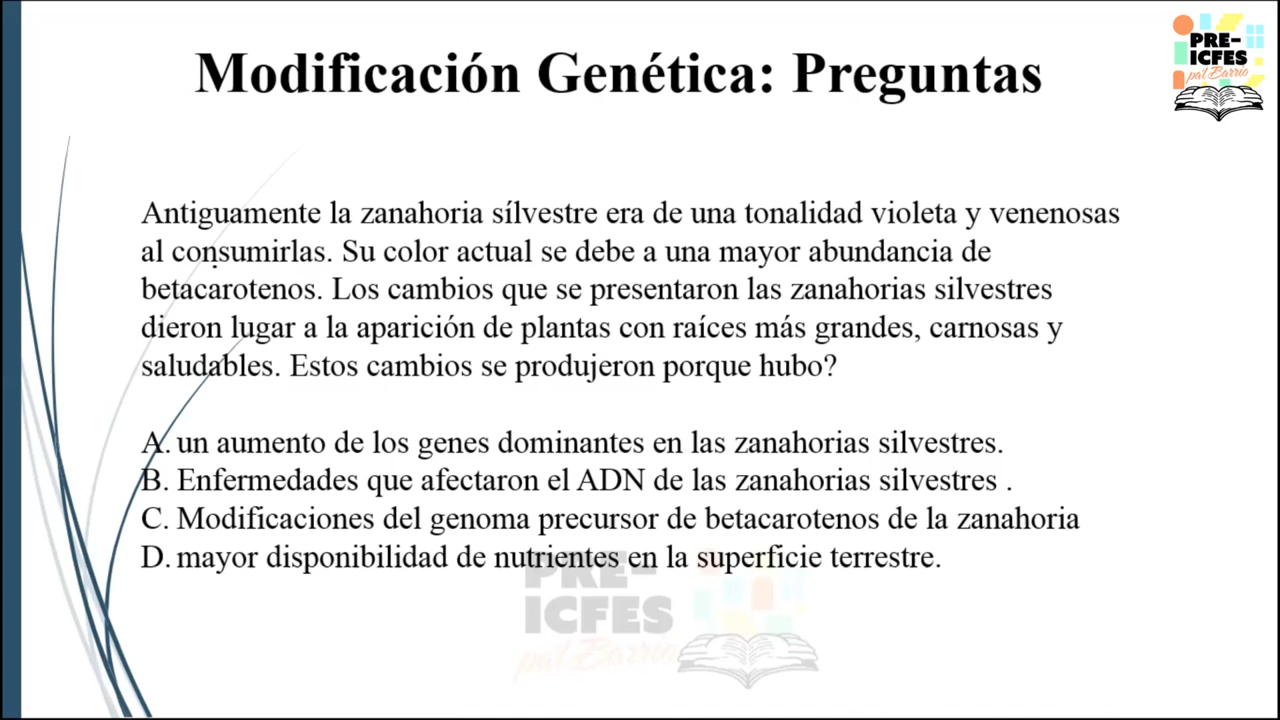 Modificación Genética: Preguntas
PRE-
ICFES
pa'l Barrio
Antiguamente la zanahoria sílvestre era de una tonalidad violeta y venenosas
al consumirlas. Su color actual se debe a una mayor abundancia de
betacarotenos. Los cambios que se presentaron las zanahorias silvestres
dieron lugar a la aparición de plantas con raíces más grandes, carnosas y
saludables. Estos cambios se produjeron porque hubo?
A. un aumento de los genes dominantes en las zanahorias silvestres.
B. Enfermedades que afectaron el ADN de las zanahorias silvestres .
C. Modificaciones del genoma precursor de betacarotenos de la zanahoria
D. mayor disponibilidad de nutrientes en la superficie terrestre.
PRE-
ICFES
pa'l Barrio